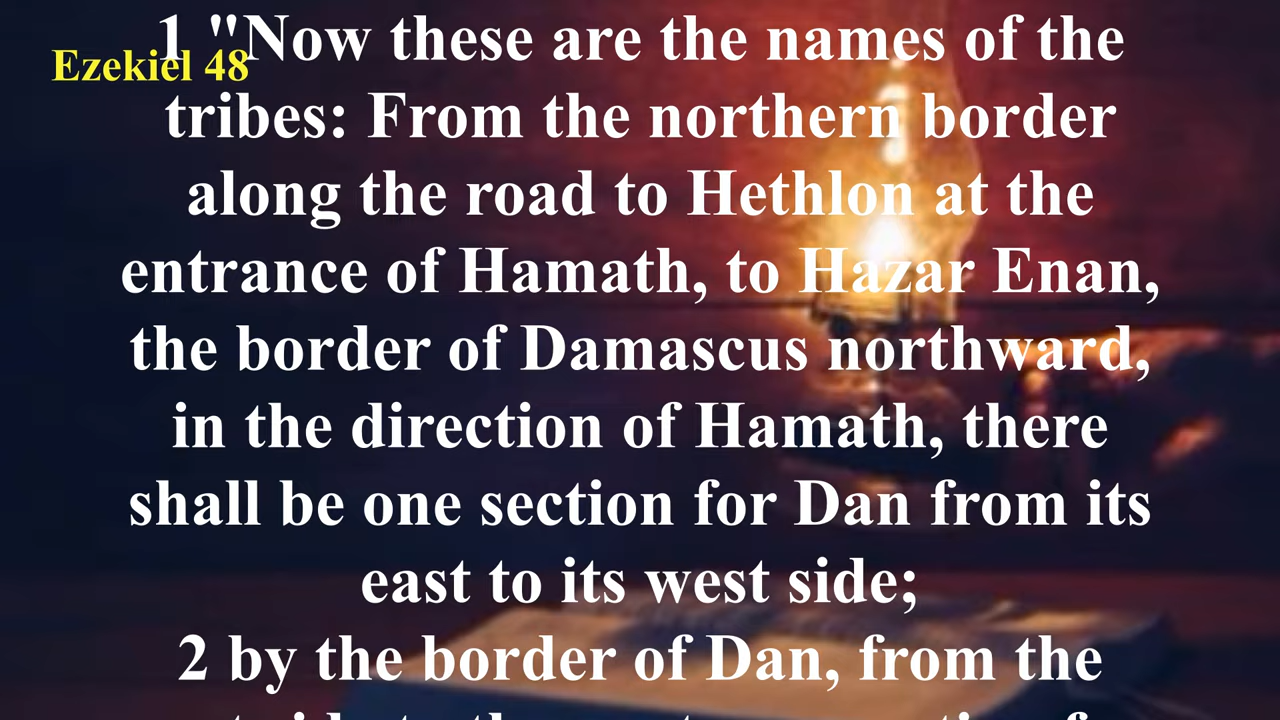 Ezekiel 48
1 "Now these are the names of the
tribes: From the northern border
along the road to Hethlon at the
entrance of Hamath, to Hazar Enan,
the border of Damascus northward,
in the direction of Hamath, there
shall be one section for Dan from its
east to its west side;
2 by the border of Dan, from the